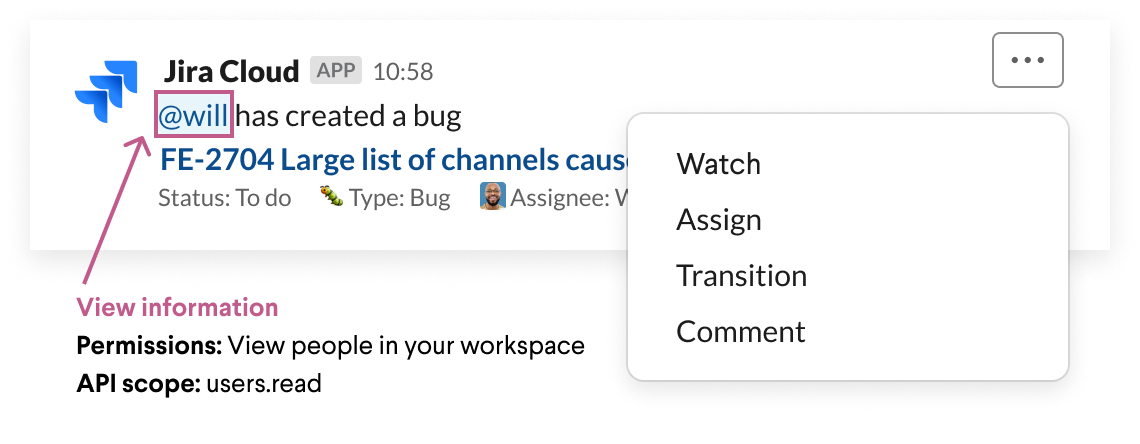 Jira Cloud APP 10:58
@will has created a bug
FE-2704 Large list of channels caus
Status: To do Type: Bug Assignee: W
Watch
Assign
Transition
Comment
View information
Permissions: View people in your workspace
API scope: users.read